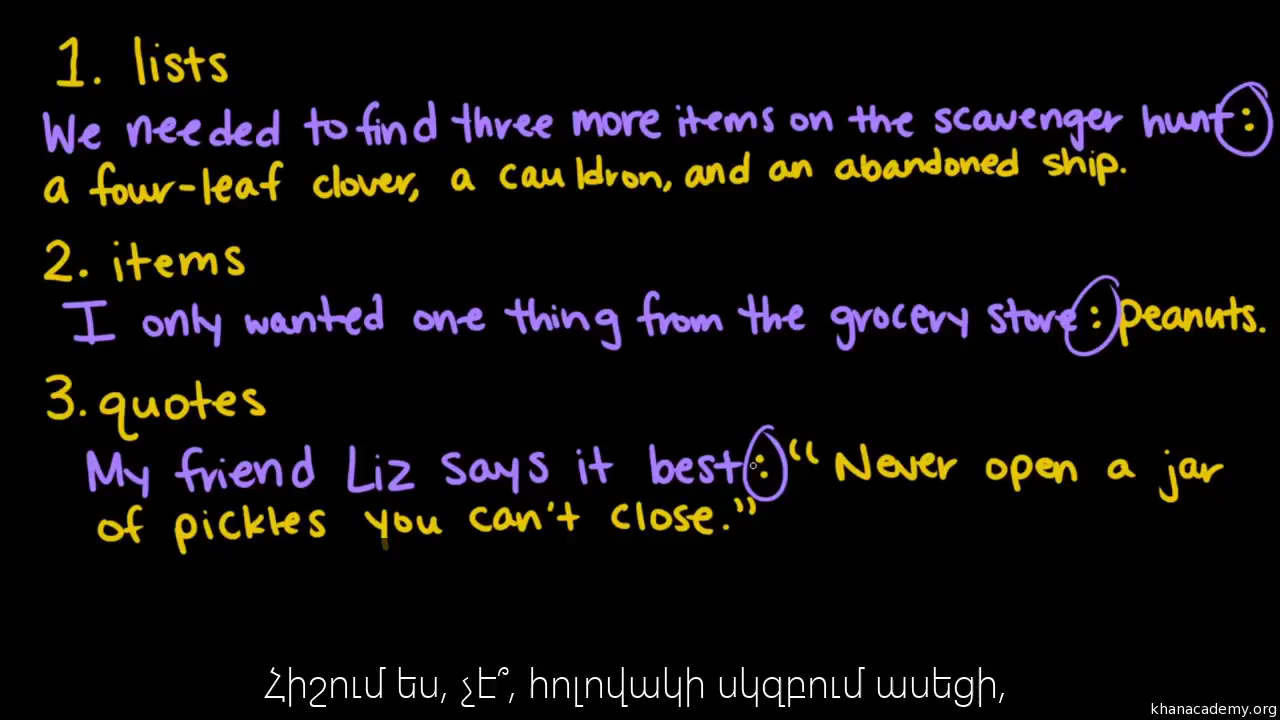 1. lists
We needed to find three more items on the scavenger hunt:
a four-leaf clover, a cauldron, and an abandoned ship.
2. items
I only wanted one thing from the grocery store: peanuts.
3. quotes
My friend Liz says it best: “Never open a jar
of pickles you can't close.”
Հիշում ես, չէ՞, հոլովակի սկզբում ասեցի,
khanacademy.org